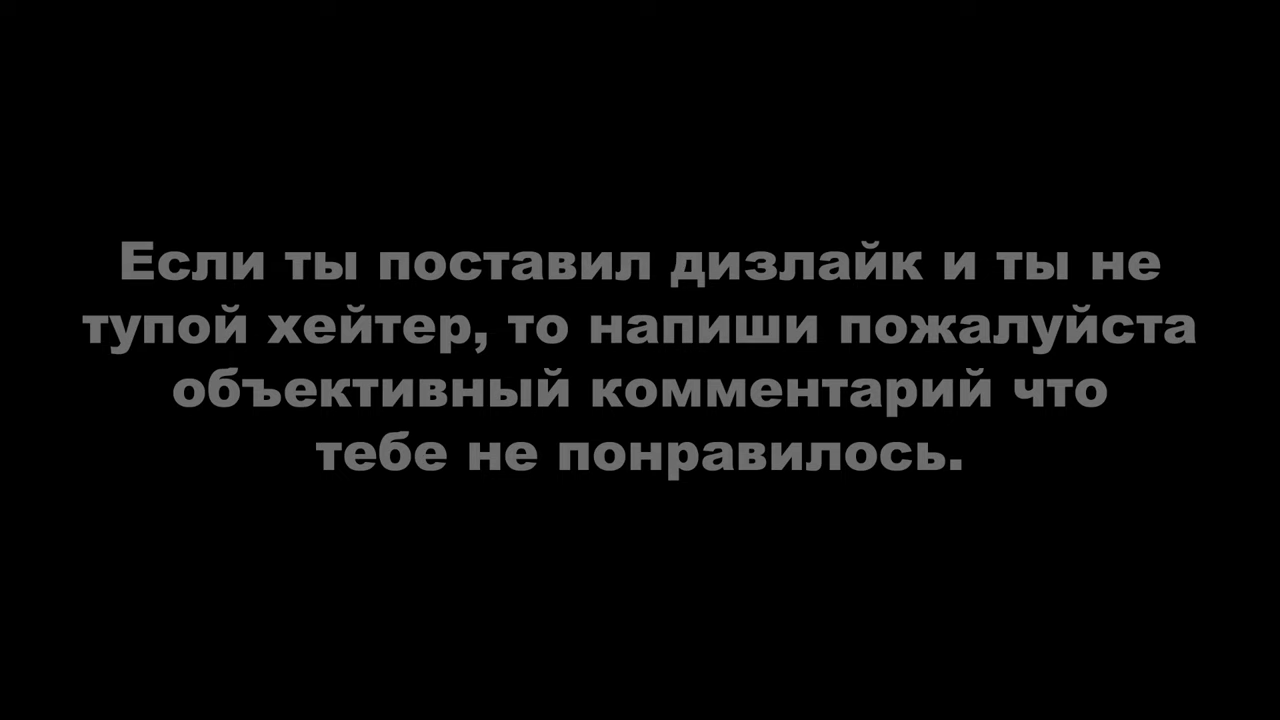 Если ты поставил дизлайк и ты не
тупой хейтер, то напиши пожалуйста
объективный комментарий что
тебе не понравилось.